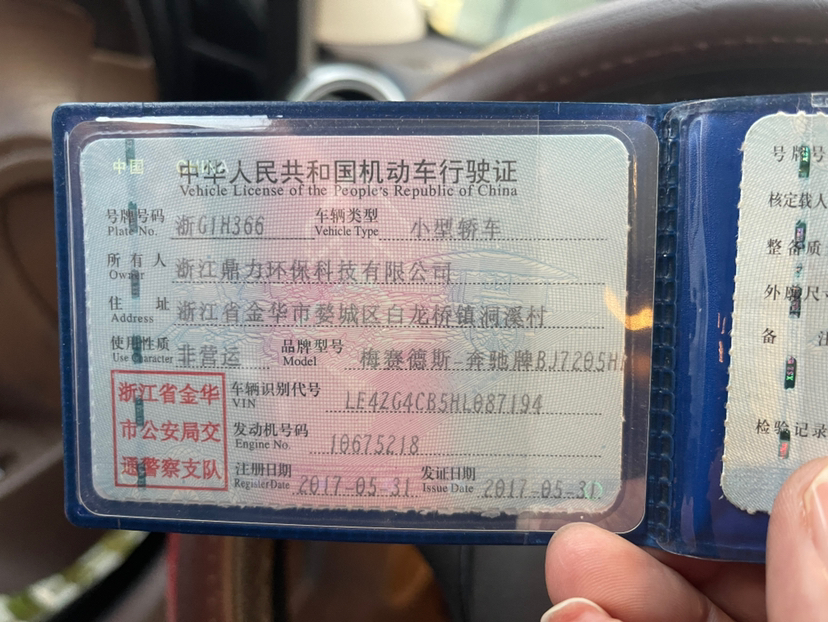 中国 CHINA
中华人民共和国机动车行驶证
Vehicle License of the People's Republic of China
号牌号码 浙G1H366 车辆类型 小型轿车
Plate No. Vehicle Type
所有人 浙江鼎力环保科技有限公司
Owner
住址 浙江省金华市婺城区白龙桥镇洞溪村
Address
使用性质 非营运 品牌型号 梅赛德斯-奔驰牌BJ7205H
Use Character Model
浙江省金华
市公安局交
通警察支队
车辆识别代号 LE42G4CB5HL087194
VIN
发动机号码 10675218
Engine No.
注册日期 2017-05-31 发证日期 2017-05-31
Register Date Issue Date
号牌号
核定载人
整备质
外廓尺寸
备 注
检验记录